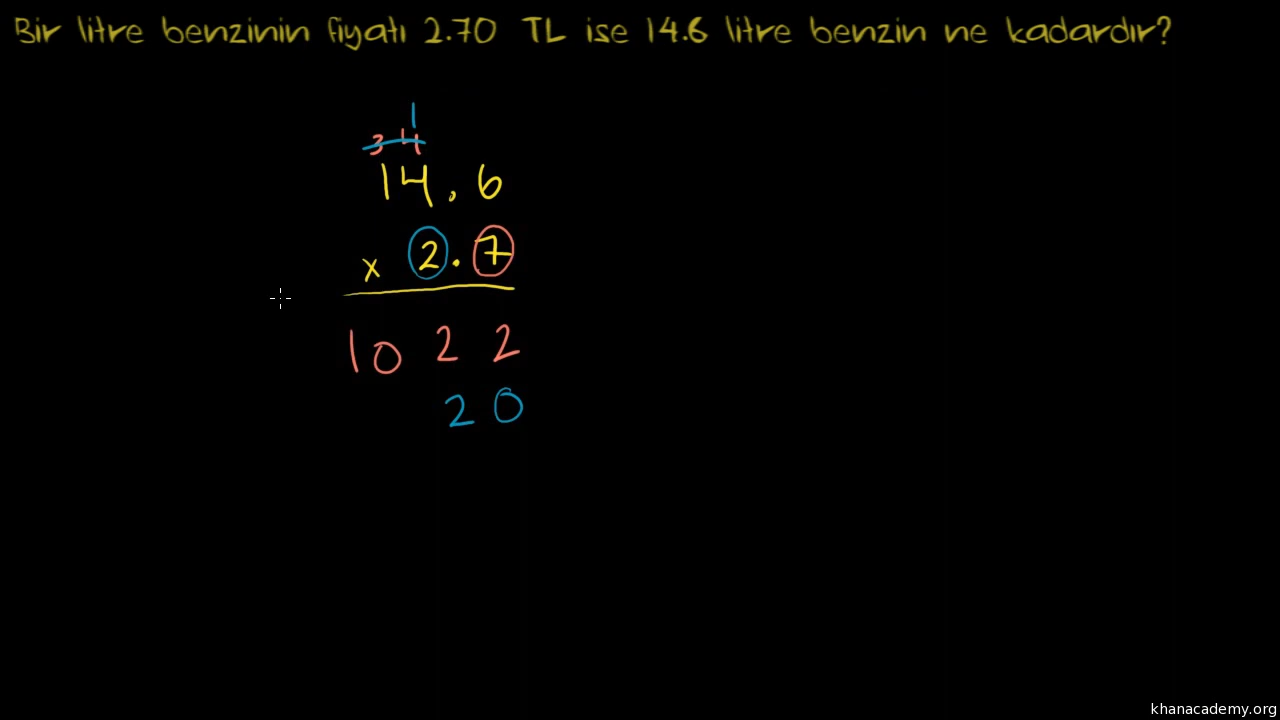 Bir litre benzinin fiyatı 2.70 TL ise 14.6 litre benzin ne kadardır?
1
3 4
14.6
x 2.7
10 2 2
2 0
khanacademy.org